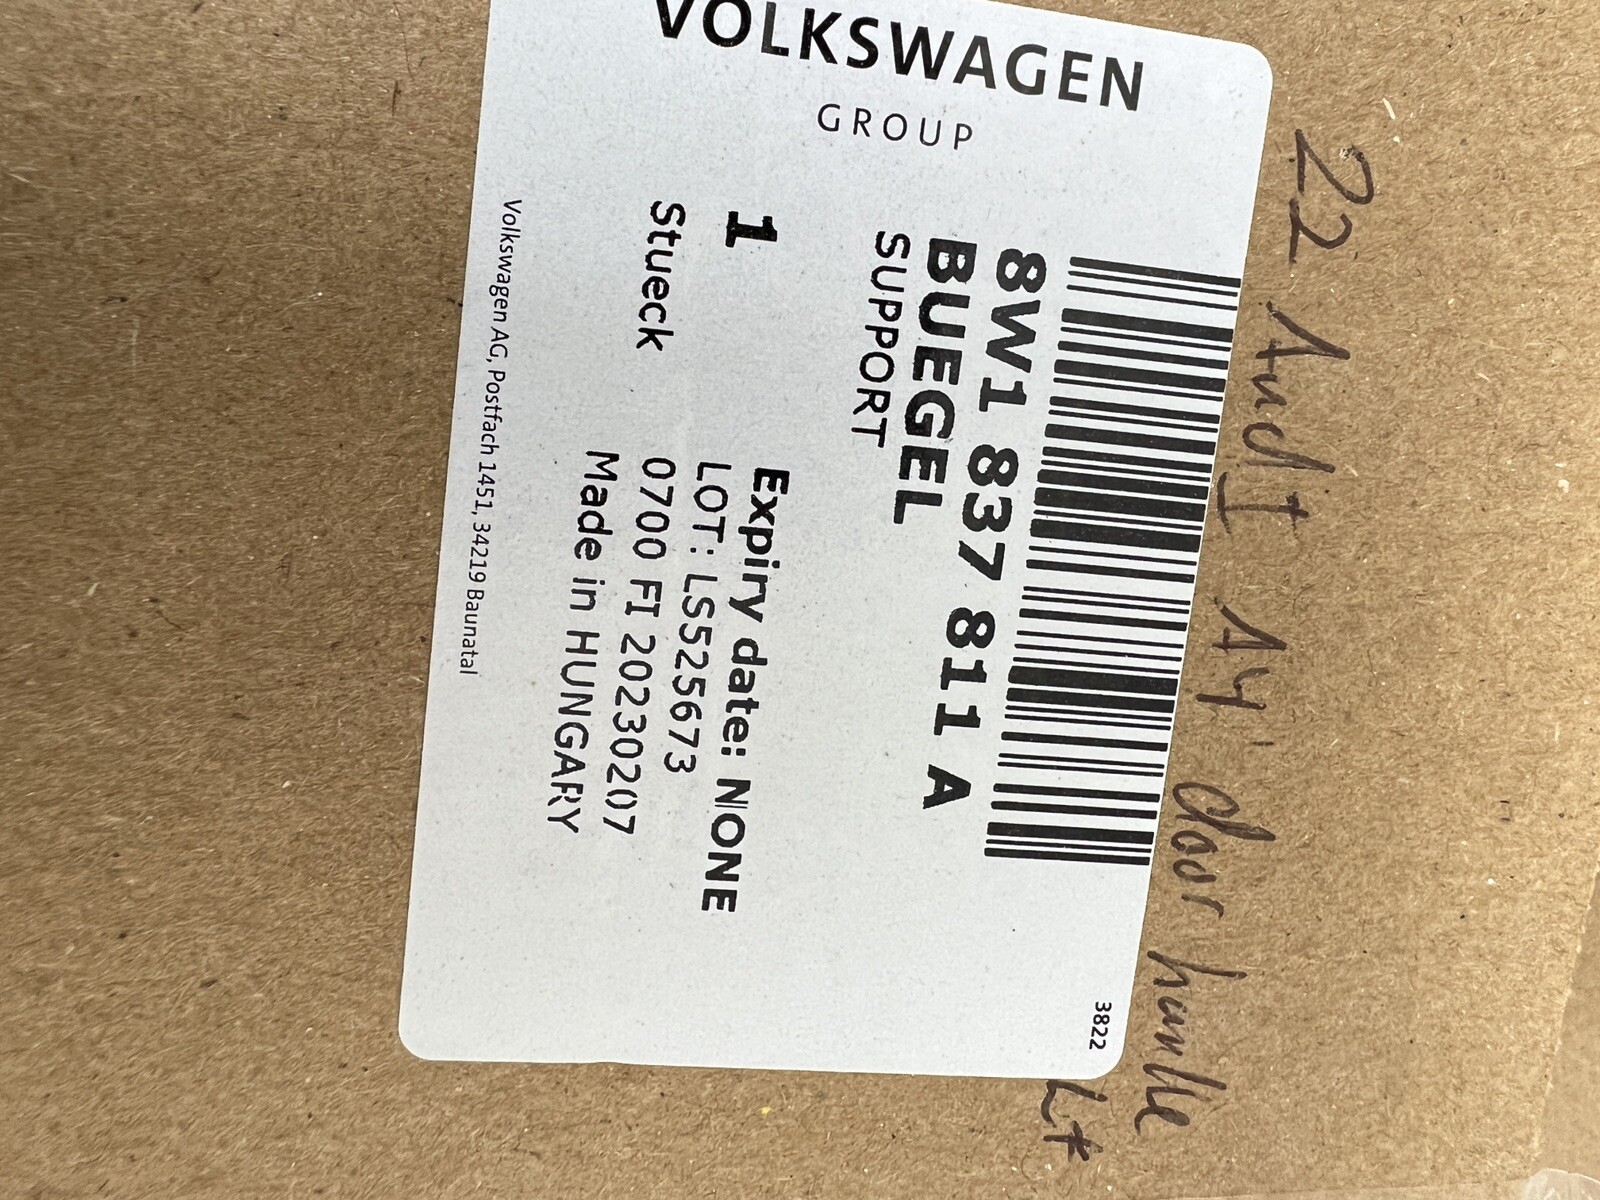 22 Audi A4 door handle
Lt
VOLKSWAGEN
GROUP
8W1 837 811 A
BUEGEL
SUPPORT
1
Stueck
Expiry date: NONE
LOT: LS525673
0700 FI 20230207
Made in HUNGARY
Volkswagen AG, Postfach 1451, 34219 Baunatal
3822